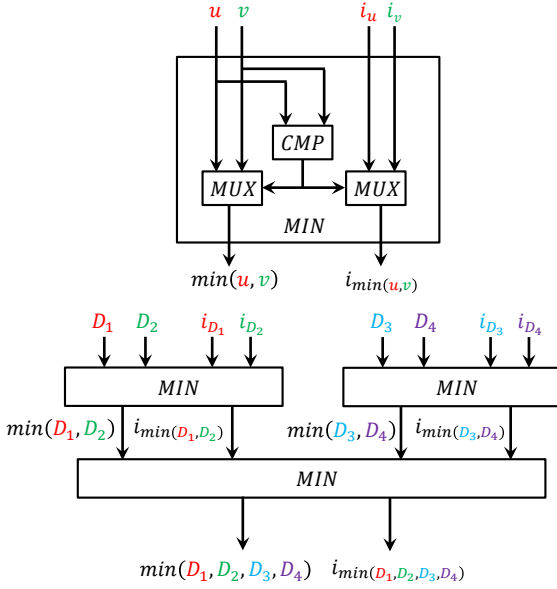 u v i_u i_v
CMP
MUX MUX
MIN
min(u, v) i_min(u,v)
D_1 D_2 i_D_1 i_D_2 D_3 D_4 i_D_3 i_D_4
MIN MIN
min(D_1, D_2) i_min(D_1,D_2) min(D_3, D_4) i_min(D_3,D_4)
MIN
min(D_1, D_2, D_3, D_4) i_min(D_1,D_2,D_3,D_4)